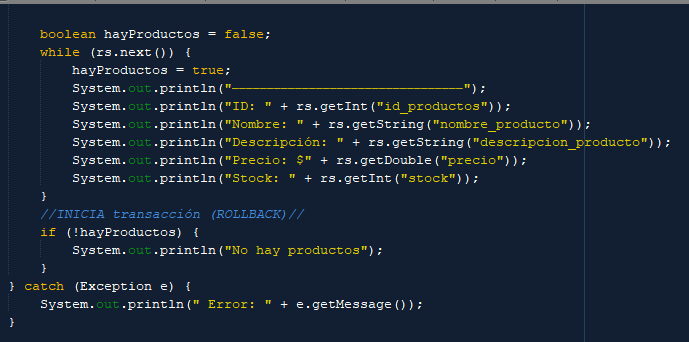 boolean hayProductos = false;
while (rs.next()) {
hayProductos = true;
System.out.println("—————————————————————————————————");
System.out.println("ID: " + rs.getInt("id_productos"));
System.out.println("Nombre: " + rs.getString("nombre_producto"));
System.out.println("Descripción: " + rs.getString("descripcion_producto"));
System.out.println("Precio: $" + rs.getDouble("precio"));
System.out.println("Stock: " + rs.getInt("stock"));
}
//INICIA transacción (ROLLBACK)//
if (!hayProductos) {
System.out.println("No hay productos");
}
} catch (Exception e) {
System.out.println(" Error: " + e.getMessage());
}